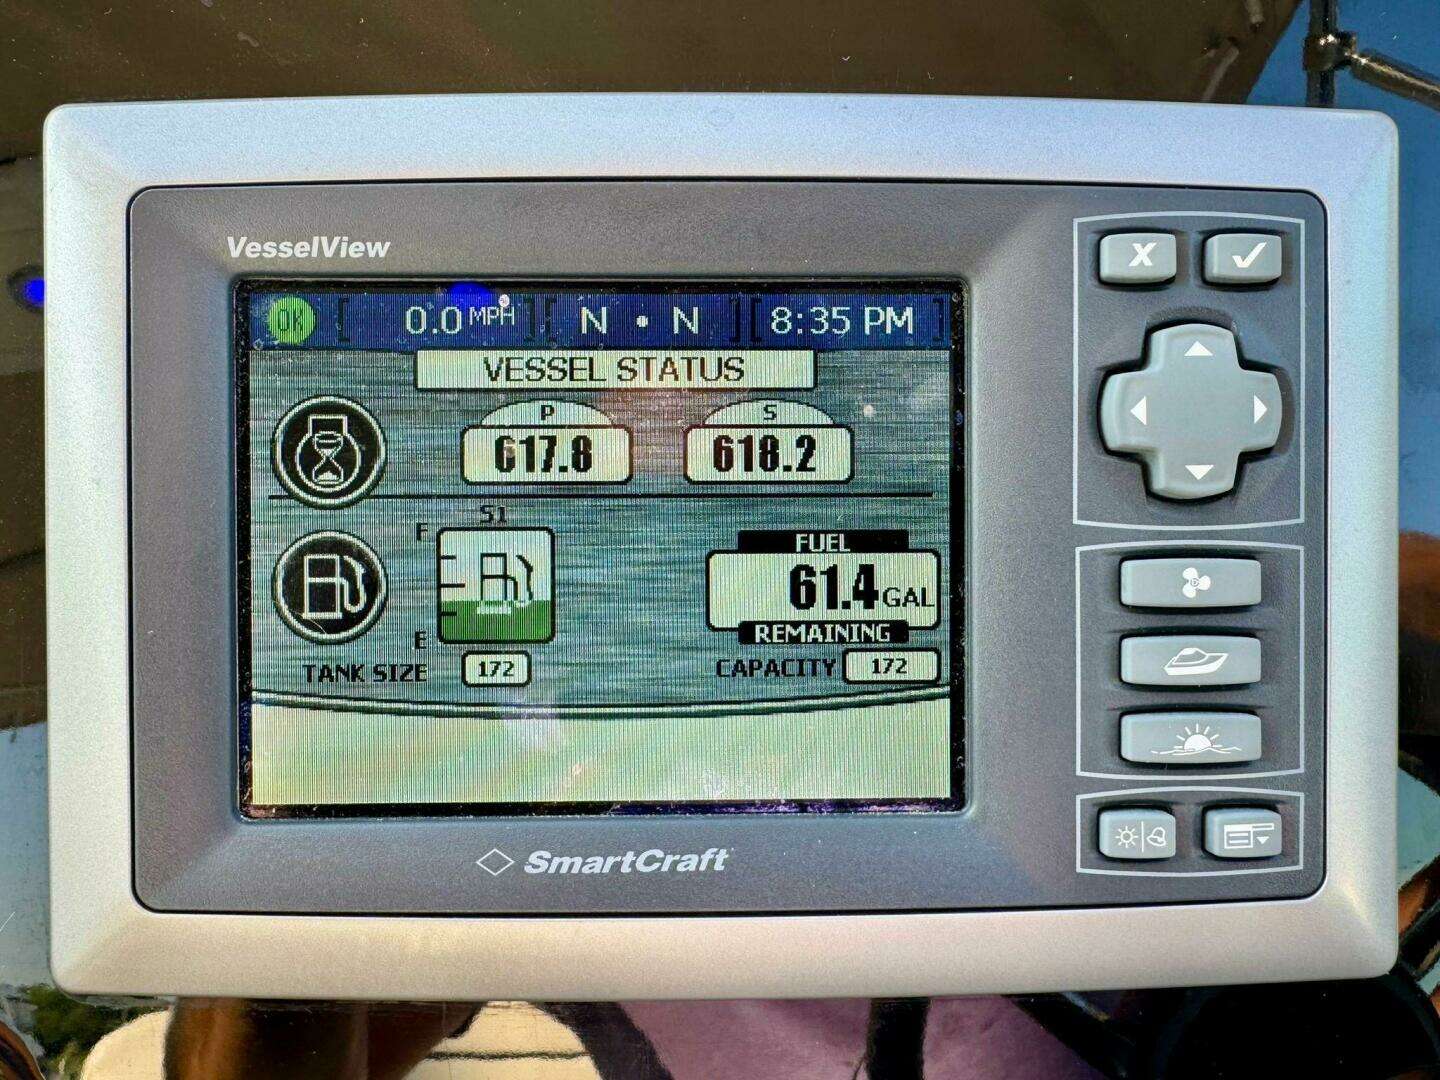 VesselView
OK 0.0 MPH N • N 8:35 PM
VESSEL STATUS
P S
617.8 618.2
S1
F
FUEL
61.4 GAL
REMAINING
E
TANK SIZE 172 CAPACITY 172
SmartCraft
X
D